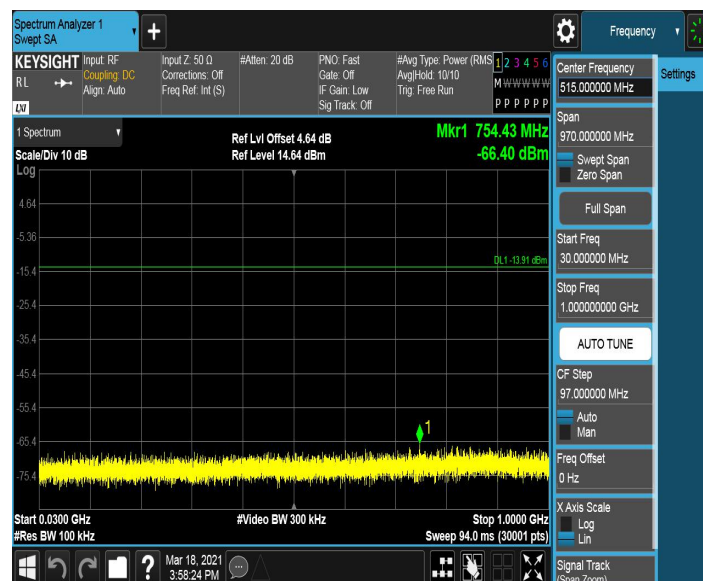 Spectrum Analyzer 1
Swept SA
Frequency
KEYSIGHT
RL
LXI
Input: RF
Coupling: DC
Align: Auto
Input Z: 50 Ω
Corrections: Off
Freq Ref: Int (S)
#Atten: 20 dB
PNO: Fast
Gate: Off
IF Gain: Low
Sig Track: Off
#Avg Type: Power (RMS
Avg|Hold: 10/10
Trig: Free Run
1 2 3 4 5 6
M W W W W W
P P P P P P
Settings
1 Spectrum
Scale/Div 10 dB
Ref Lvl Offset 4.64 dB
Ref Level 14.64 dBm
Mkr1 754.43 MHz
-66.40 dBm
Log
4.64
-5.36
-15.4
-25.4
-35.4
-45.4
-55.4
-65.4
-75.4
DL1 -13.91 dBm
1
Start 0.0300 GHz
#Res BW 100 kHz
#Video BW 300 kHz
Stop 1.0000 GHz
Sweep 94.0 ms (30001 pts)
Center Frequency
515.000000 MHz
Span
970.000000 MHz
Swept Span
Zero Span
Full Span
Start Freq
30.000000 MHz
Stop Freq
1.000000000 GHz
AUTO TUNE
CF Step
97.000000 MHz
Auto
Man
Freq Offset
0 Hz
X Axis Scale
Log
Lin
Signal Track
(Span Zoom)
?
Mar 18, 2021
3:58:24 PM